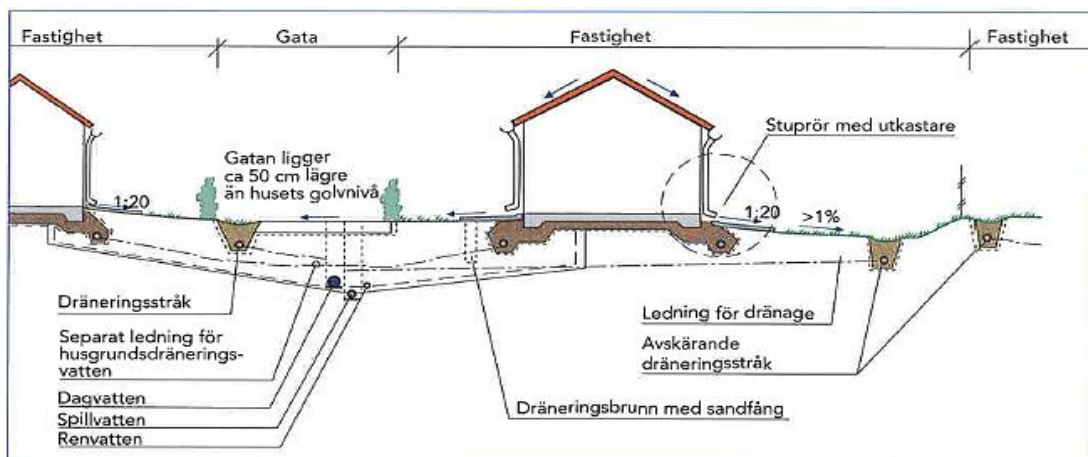 Fastighet
Gata
Fastighet
Fastighet
Stuprör med utkastare
Gatan ligger
ca 50 cm lägre
än husets golvnivå
1:20
1:20
>1%
Dräneringsstråk
Separat ledning för
husgrundsdränerings-
vatten
Dagvatten
Spillvatten
Renvatten
Dräneringsbrunn med sandfång
Ledning för dränage
Avskärande
dräneringsstråk